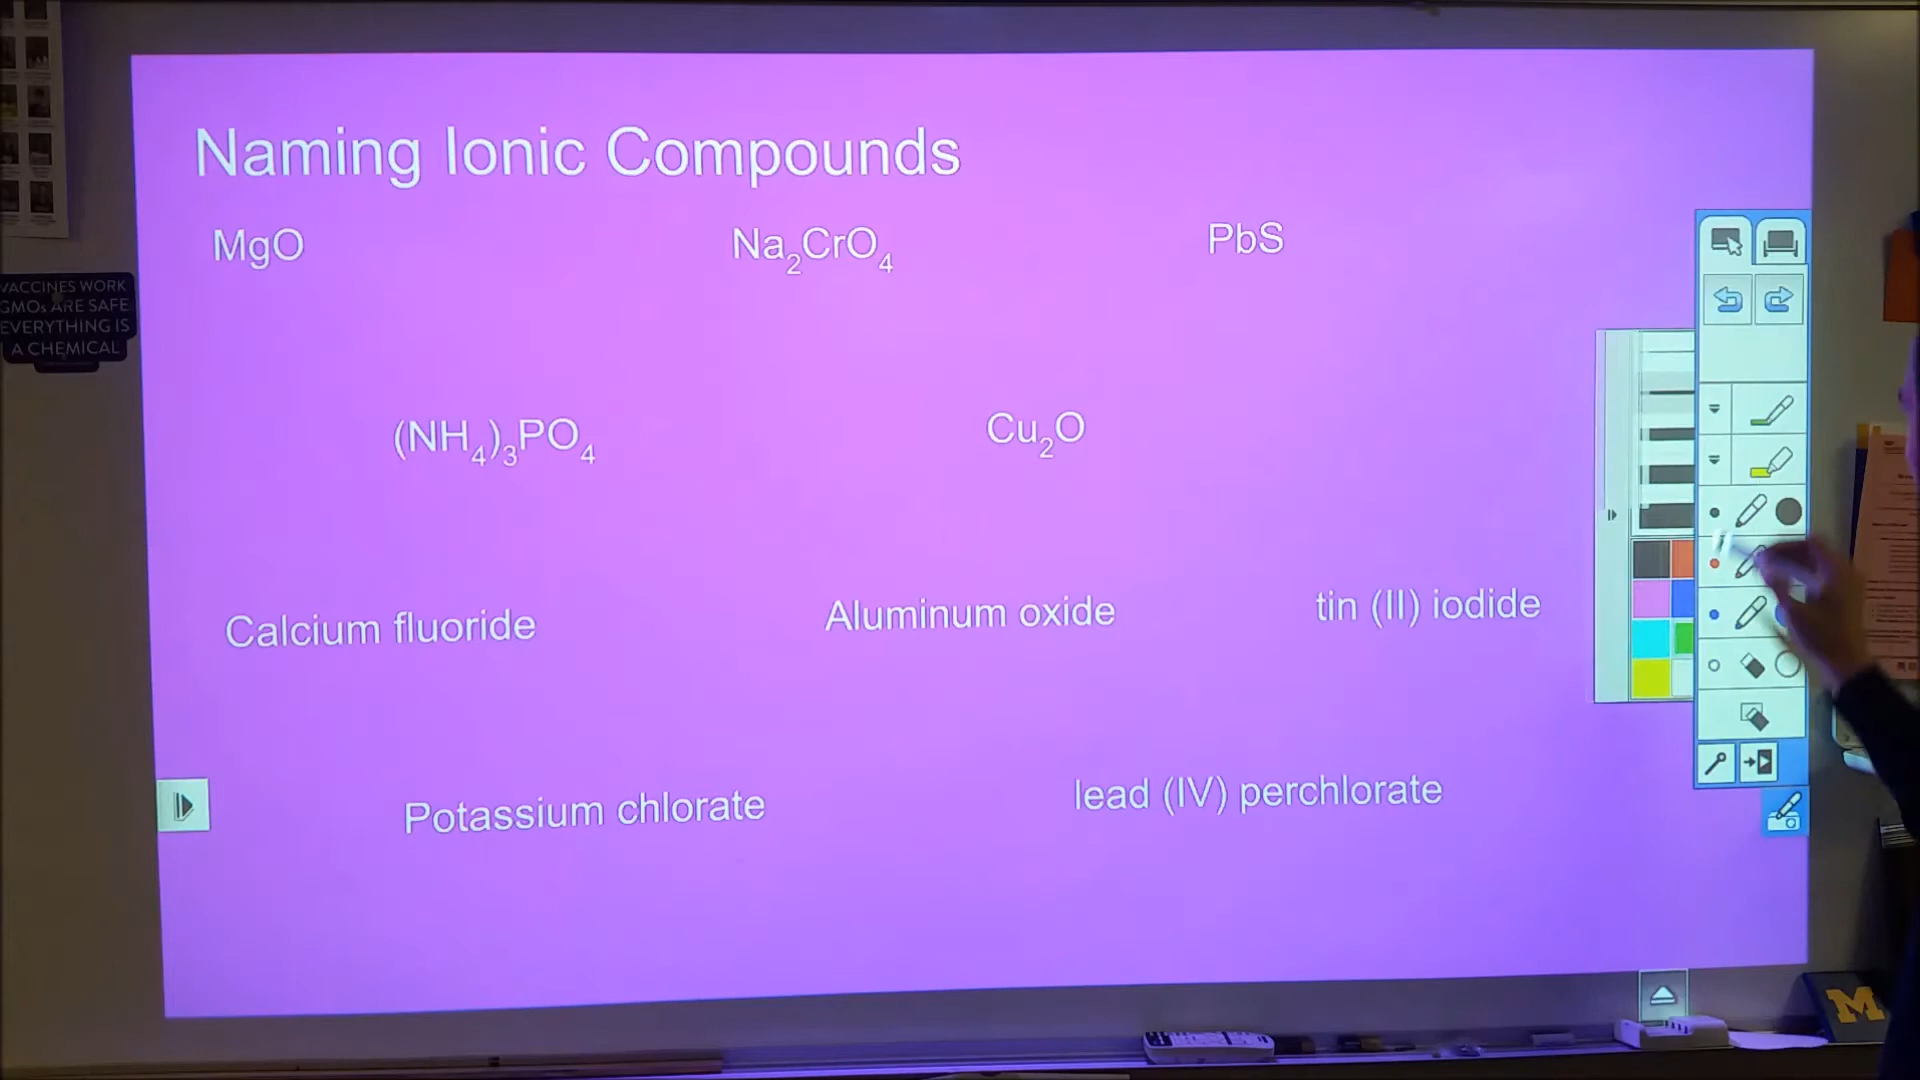 Naming Ionic Compounds
MgO
Na₂CrO₄
PbS
VACCINES WORK
GMOs ARE SAFE
EVERYTHING IS
A CHEMICAL
(NH₄)₃PO₄
Cu₂O
Calcium fluoride
Aluminum oxide
tin (II) iodide
Potassium chlorate
lead (IV) perchlorate
M